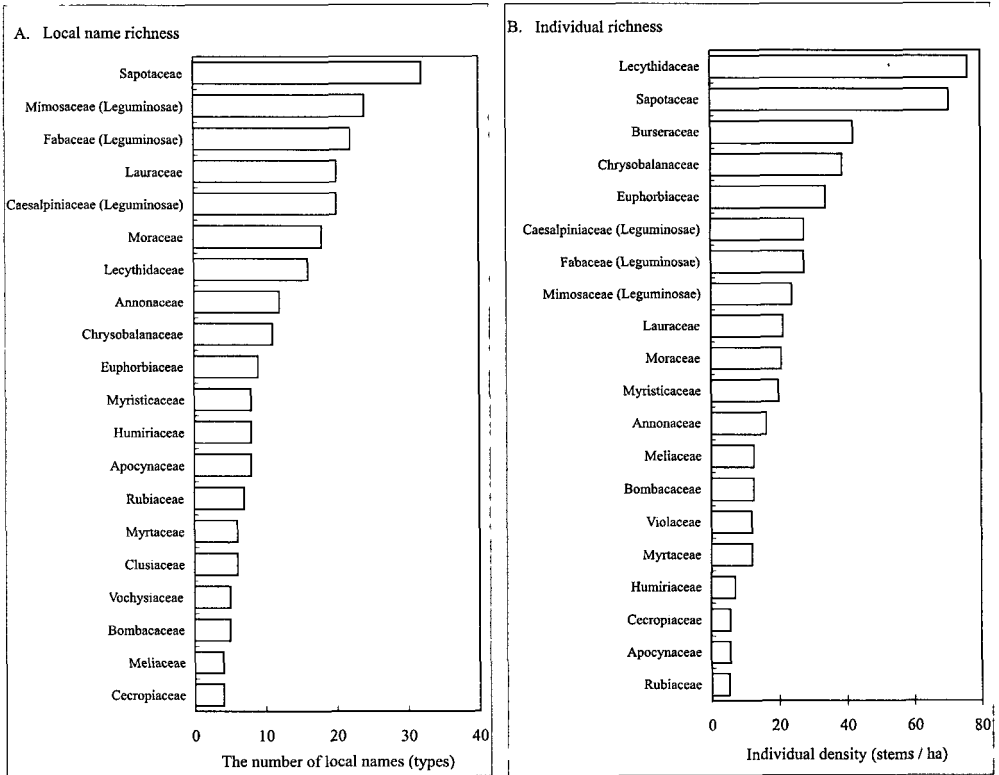 A. Local name richness
Sapotaceae
Mimosaceae (Leguminosae)
Fabaceae (Leguminosae)
Lauraceae
Caesalpiniaceae (Leguminosae)
Moraceae
Lecythidaceae
Annonaceae
Chrysobalanaceae
Euphorbiaceae
Myristicaceae
Humiriaceae
Apocynaceae
Rubiaceae
Myrtaceae
Clusiaceae
Vochysiaceae
Bombacaceae
Meliaceae
Cecropiaceae
0 10 20 30 40
The number of local names (types)
B. Individual richness
Lecythidaceae
Sapotaceae
Burseraceae
Chrysobalanaceae
Euphorbiaceae
Caesalpiniaceae (Leguminosae)
Fabaceae (Leguminosae)
Mimosaceae (Leguminosae)
Lauraceae
Moraceae
Myristicaceae
Annonaceae
Meliaceae
Bombacaceae
Violaceae
Myrtaceae
Humiriaceae
Cecropiaceae
Apocynaceae
Rubiaceae
0 20 40 60 80
Individual density (stems / ha)